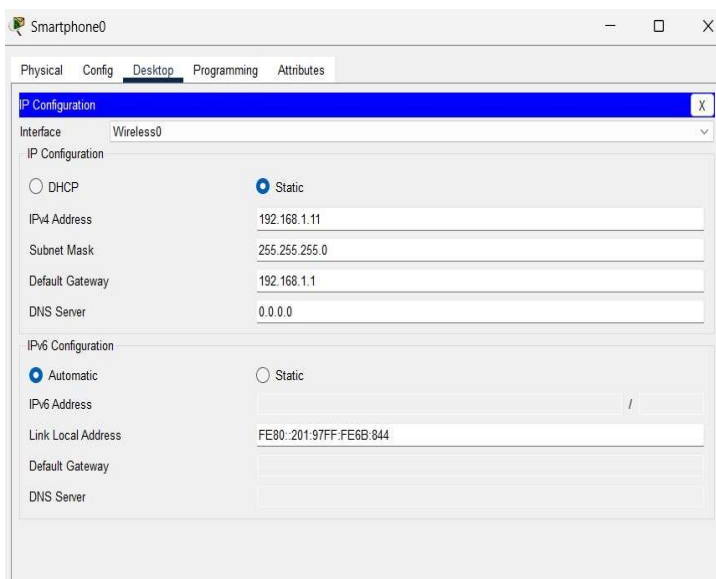 Smartphone0
Physical Config Desktop Programming Attributes
IP Configuration X
Interface Wireless0
IP Configuration
DHCP Static
IPv4 Address 192.168.1.11
Subnet Mask 255.255.255.0
Default Gateway 192.168.1.1
DNS Server 0.0.0.0
IPv6 Configuration
Automatic Static
IPv6 Address /
Link Local Address FE80::201:97FF:FE6B:844
Default Gateway
DNS Server